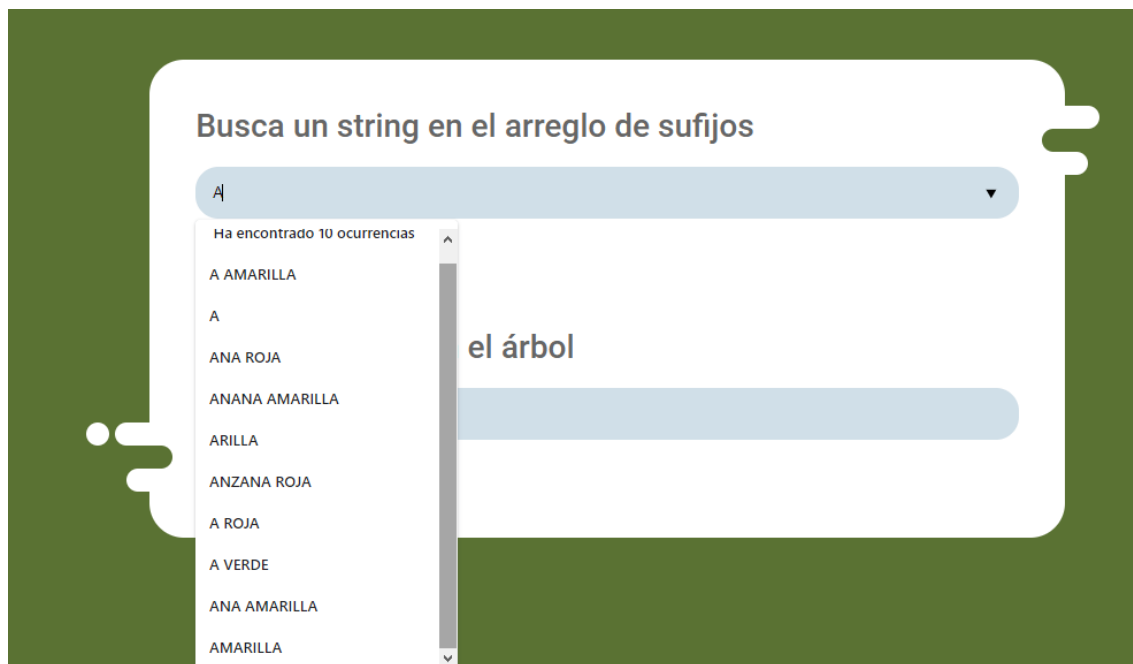 Busca un string en el arreglo de sufijos
A
Ha encontrado 10 ocurrencias
A AMARILLA
A
ANA ROJA
el árbol
ANANA AMARILLA
ARILLA
ANZANA ROJA
A ROJA
A VERDE
ANA AMARILLA
AMARILLA